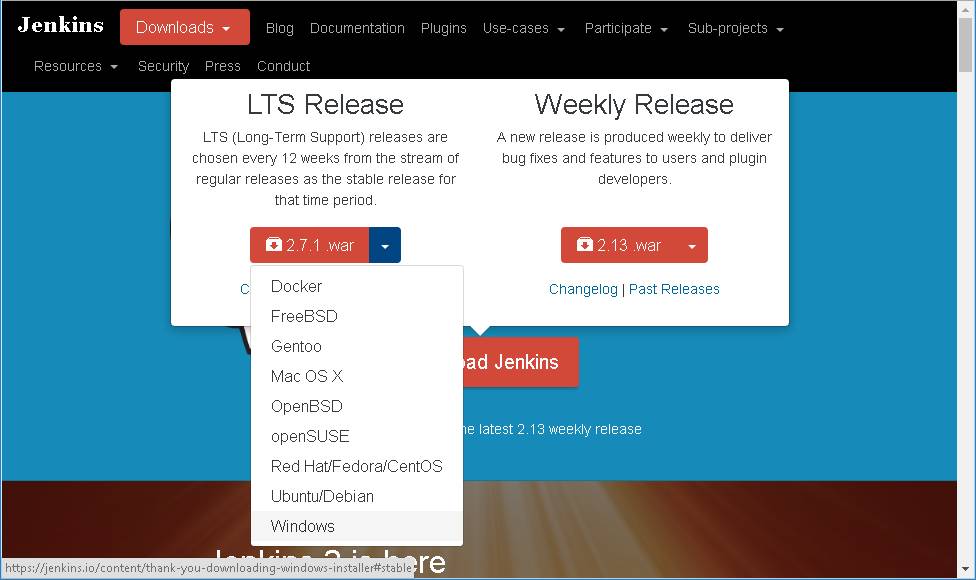 Jenkins Downloads Blog Documentation Plugins Use-cases Participate Sub-projects
Resources Security Press Conduct
LTS Release
LTS (Long-Term Support) releases are
chosen every 12 weeks from the stream of
regular releases as the stable release for
that time period.
2.7.1 .war
Weekly Release
A new release is produced weekly to deliver
bug fixes and features to users and plugin
developers.
2.13 .war
Changelog | Past Releases
Docker
FreeBSD
Gentoo
Mac OS X
OpenBSD
openSUSE
Red Hat/Fedora/CentOS
Ubuntu/Debian
Windows
Jenkins
latest 2.13 weekly release
Jenkins 2 is here
https://jenkins.io/content/thank-you-downloading-windows-installer#stable